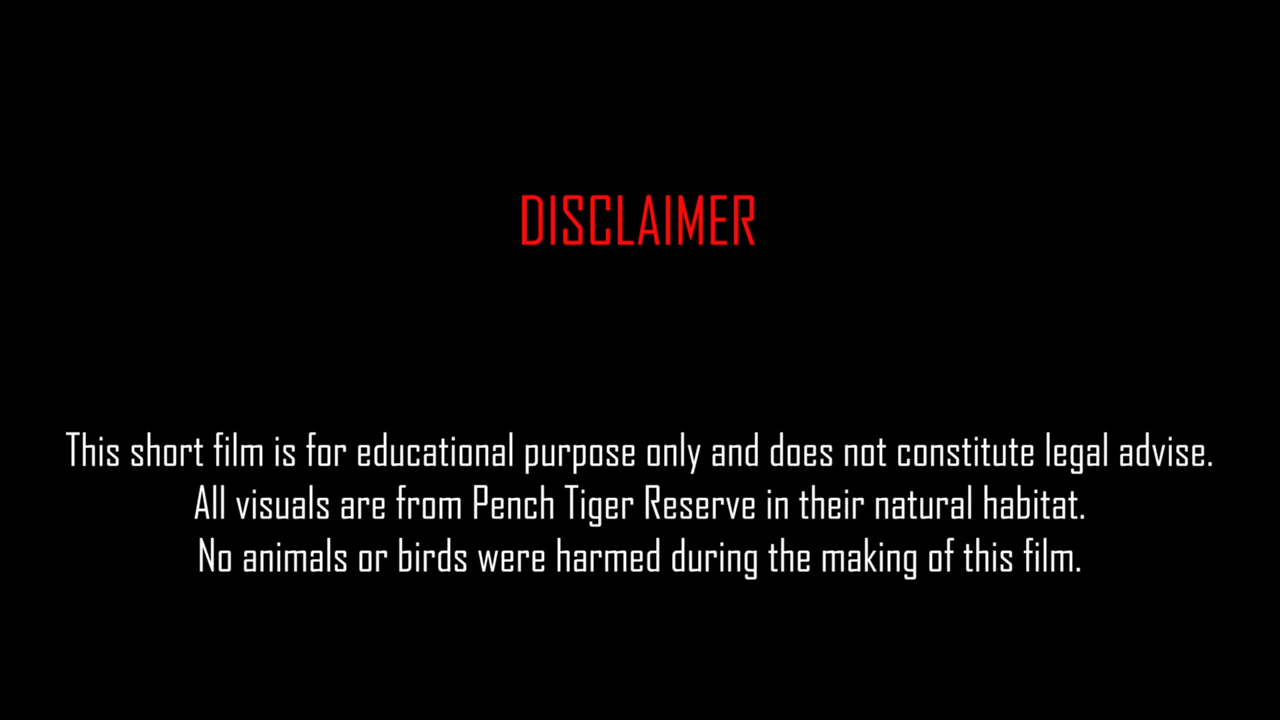 DISCLAIMER
This short film is for educational purpose only and does not constitute legal advise.
All visuals are from Pench Tiger Reserve in their natural habitat.
No animals or birds were harmed during the making of this film.